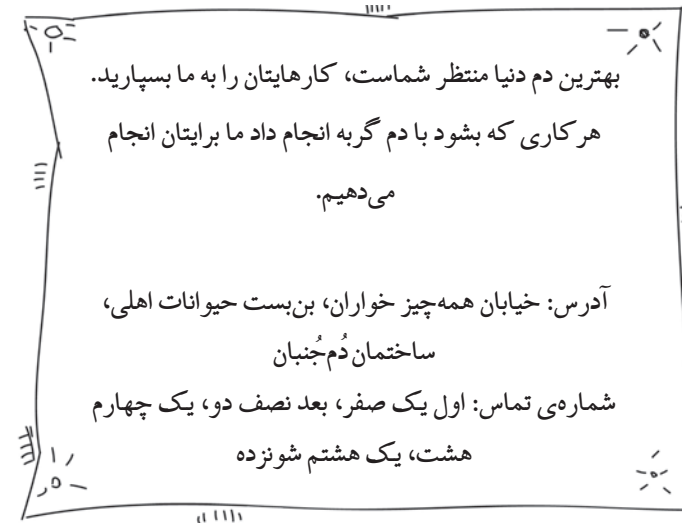 بهترین دم دنیا منتظر شماست، کارهایتان را به ما بسپارید.
هر کاری که بشود با دم گربه انجام داد ما برایتان انجام
می‌دهیم.
آدرس: خیابان همه‌چیز خواران، بن‌بست حیوانات اهلی،
ساختمان دُم‌جُنبان
شماره‌ی تماس: اول یک صفر، بعد نصف دو، یک چهارم
هشت، یک هشتم شونزده